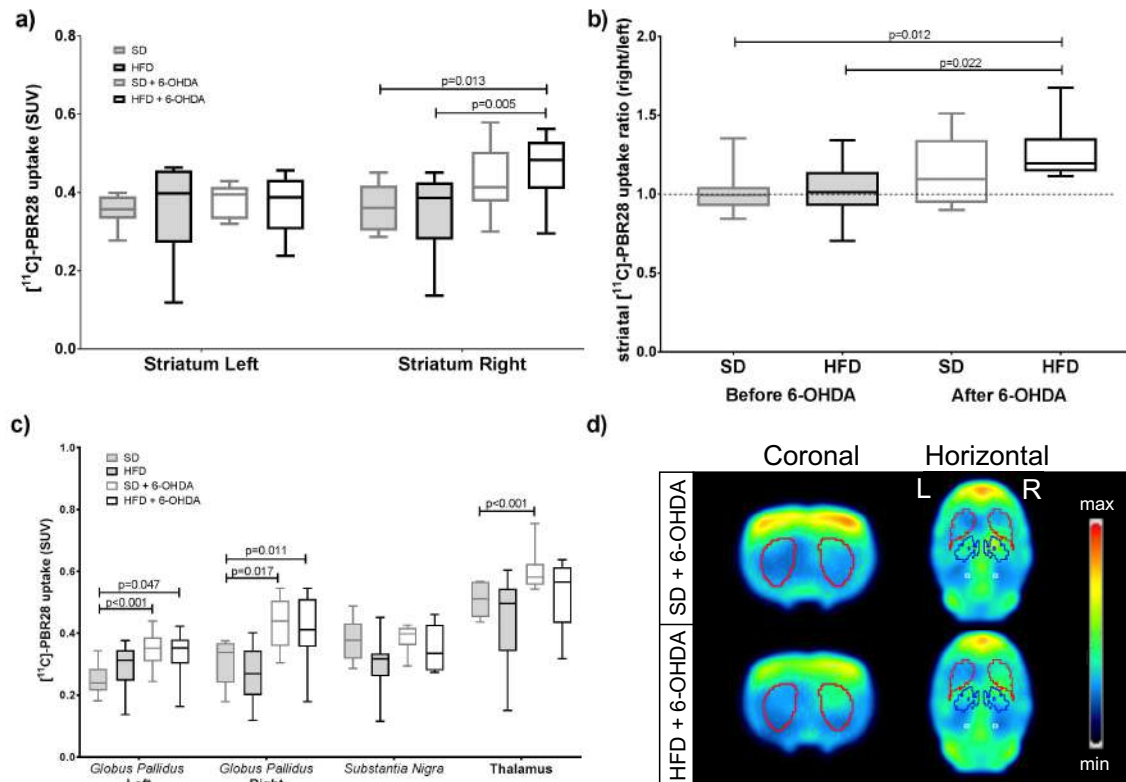 a)
[¹¹C]-PBR28 uptake (SUV)
0.8
0.6
0.4
0.2
0.0
SD
HFD
SD + 6-OHDA
HFD + 6-OHDA
p=0.013
p=0.005
Striatum Left
Striatum Right
b)
striatal [¹¹C]-PBR28 uptake ratio (right/left)
2.0
1.5
1.0
0.5
0.0
p=0.012
p=0.022
SD
HFD
SD
HFD
Before 6-OHDA
After 6-OHDA
c)
[¹¹C]-PBR28 uptake (SUV)
1.0
0.8
0.6
0.4
0.2
0.0
SD
HFD
SD + 6-OHDA
HFD + 6-OHDA
p=0.047
p<0.001
p=0.011
p=0.017
p<0.001
Globus Pallidus
Left
Globus Pallidus
Right
Substantia Nigra
Thalamus
d)
Coronal
Horizontal
L
R
SD + 6-OHDA
HFD + 6-OHDA
max
min